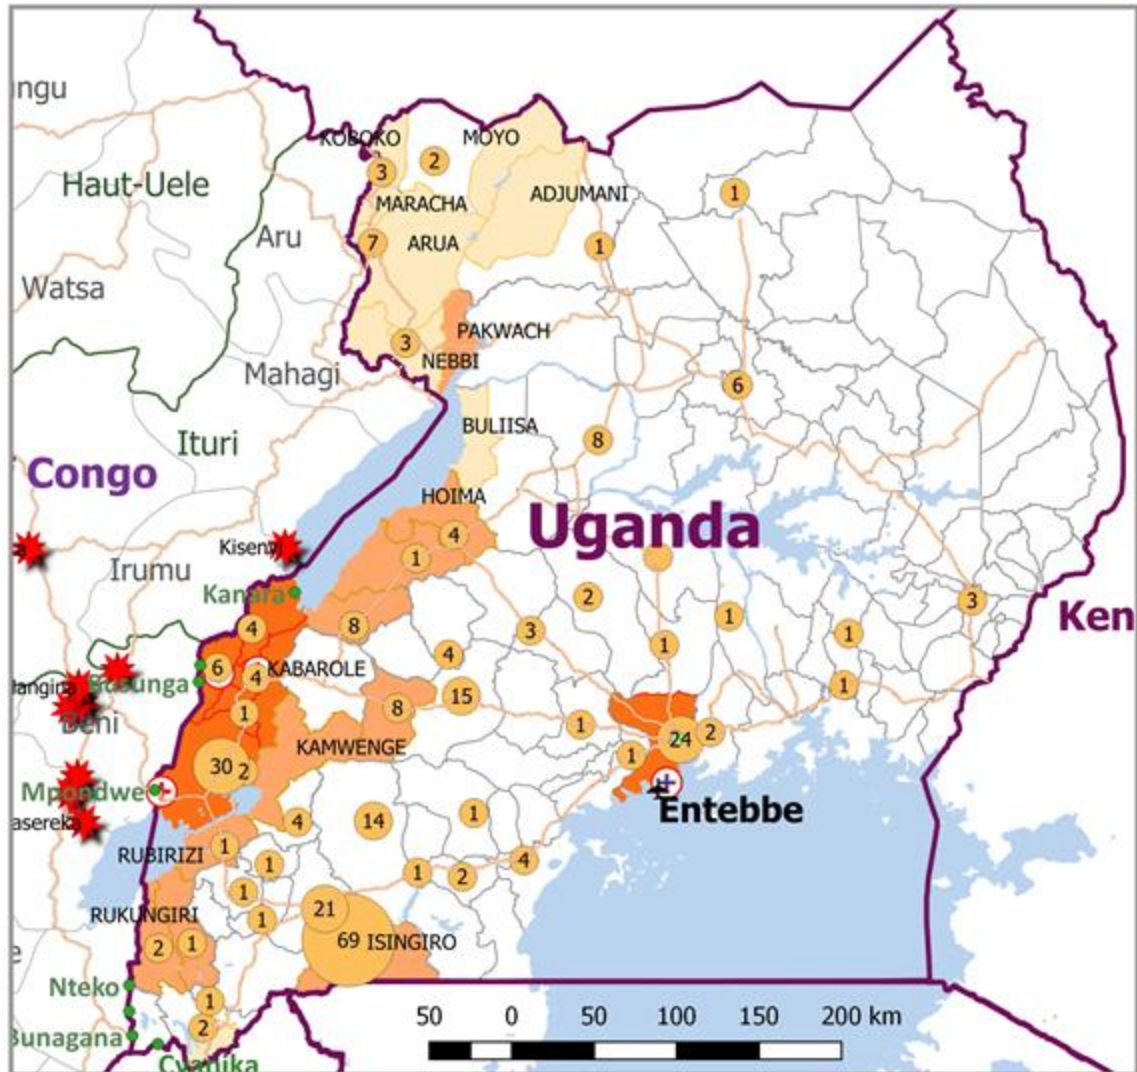 ngu
KOBOKO
MOYO
3
2
Haut-Uele
MARACHA
ADJUMANI
1
Aru
7
ARUA
1
Watsa
PAKWACH
3
NEBBI
Mahagi
6
BULIISA
Ituri
8
Congo
HOIMA
Uganda
4
Kisenyi
1
Irumu
Kanara
2
3
Ken
4
8
3
1
1
1
6
4
KABAROLE
4
Busunga
1
8
15
1
Beni
KAMWENGE
1
24
2
30
2
1
Mpondwe
Entebbe
asereka
4
14
1
RUBIRIZI
1
1
4
1
1
2
RUKUNGIRI
1
21
2
1
69
ISINGIRO
Nteko
1
50
0
50
100
150
200 km
Bunagana
2
Cyanika